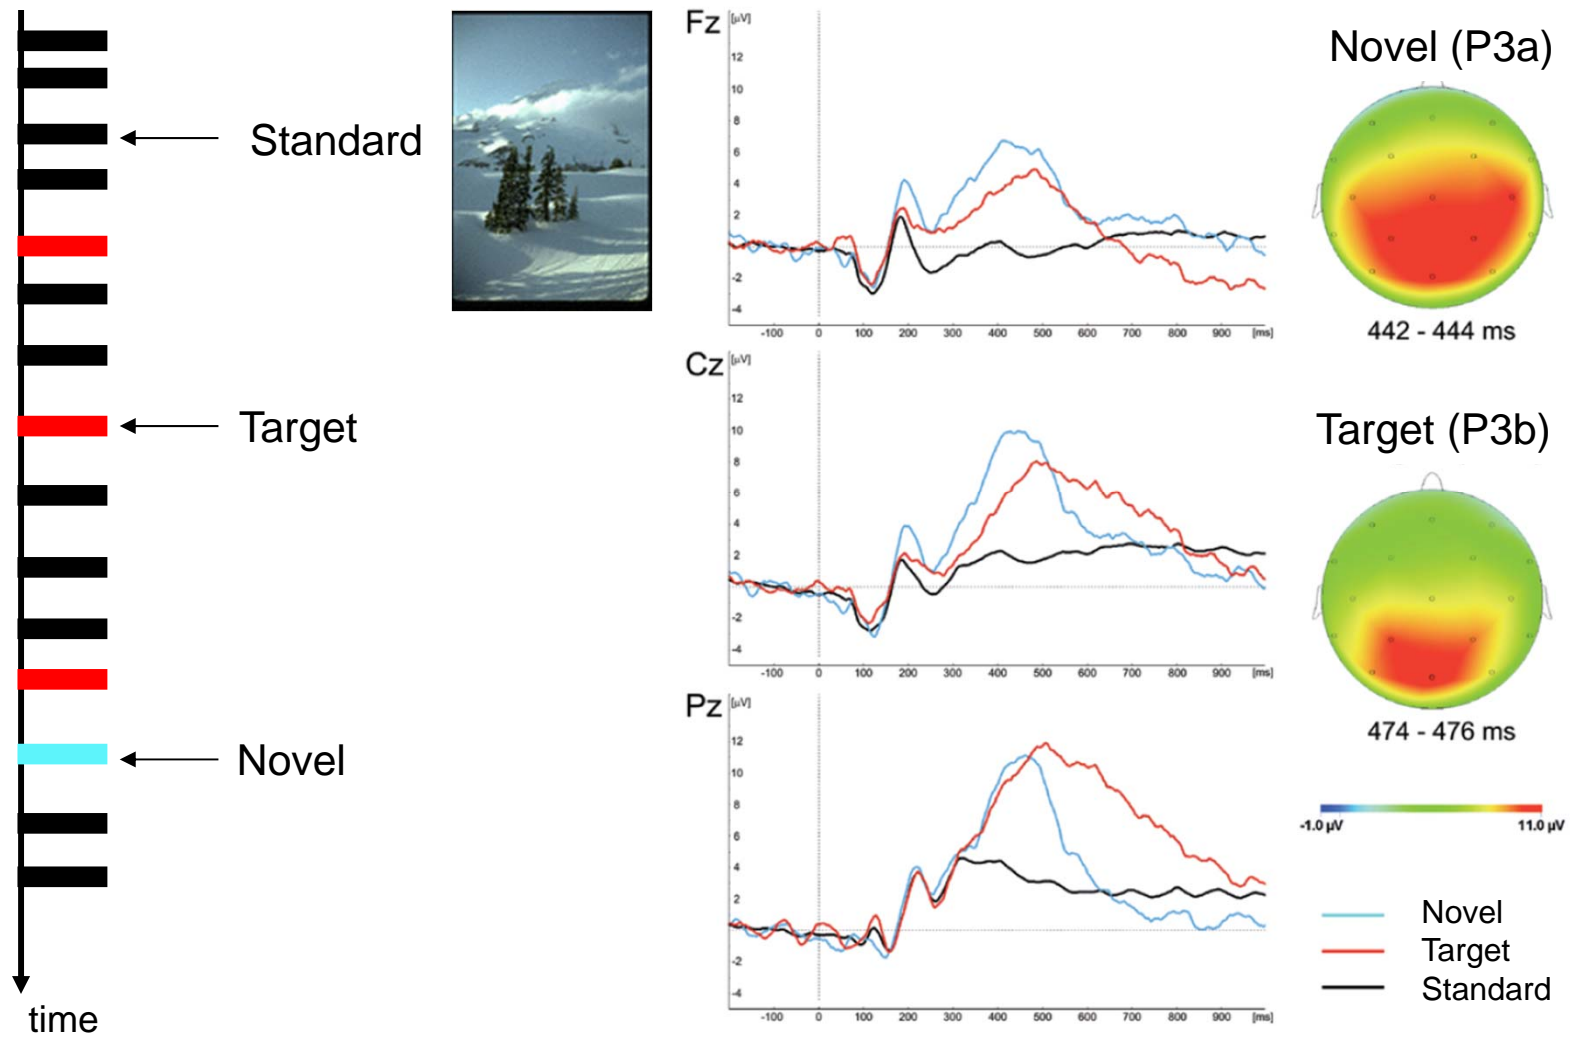 Standard
Target
Novel
time
Fz
[µV]
12
10
8
6
4
2
-2
-4
-100 0 100 200 300 400 500 600 700 800 900 [ms]
Cz
[µV]
12
10
8
6
4
2
-2
-4
-100 0 100 200 300 400 500 600 700 800 900 [ms]
Pz
[µV]
12
10
8
6
4
2
-2
-4
-100 0 100 200 300 400 500 600 700 800 900 [ms]
Novel (P3a)
442 - 444 ms
Target (P3b)
474 - 476 ms
-1.0 µV 11.0 µV
Novel
Target
Standard